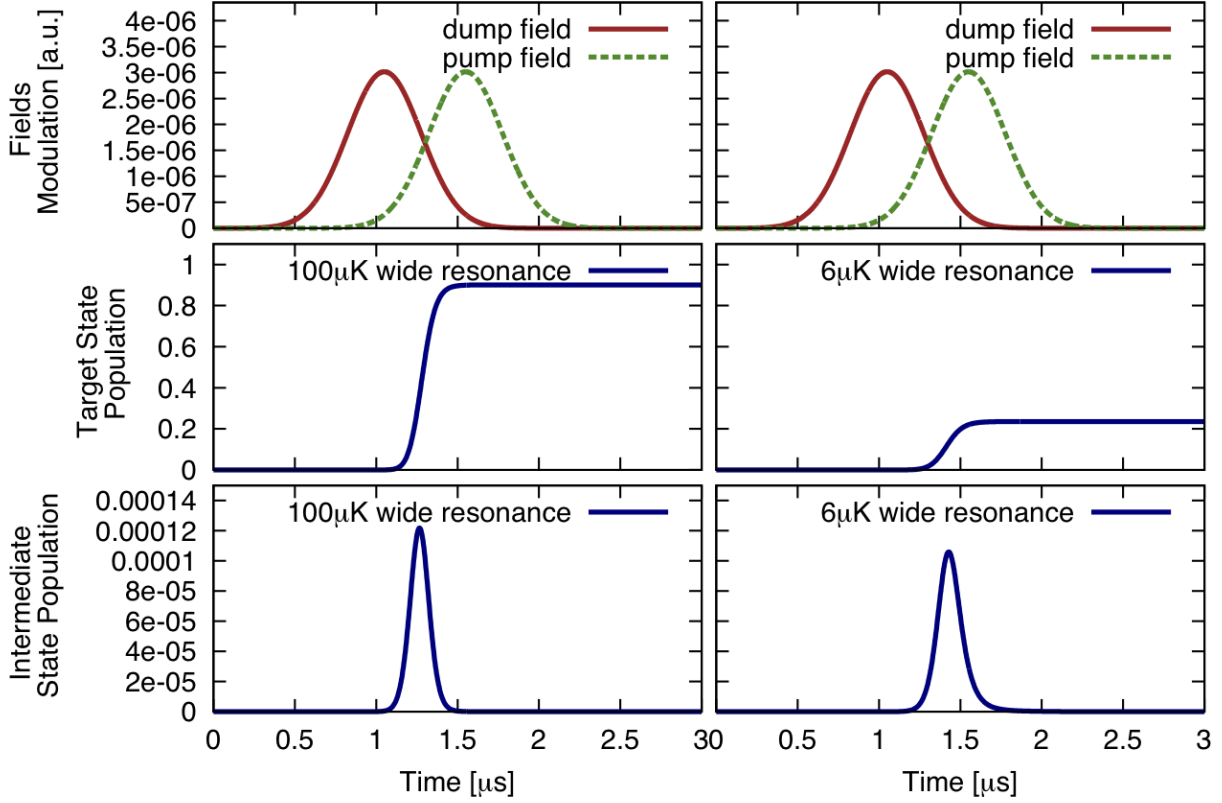 Fields
Modulation [a.u.]
4e-06
3.5e-06
3e-06
2.5e-06
2e-06
1.5e-06
1e-06
5e-07
0
dump field
pump field
dump field
pump field
Target State
Population
1
0.8
0.6
0.4
0.2
0
100μK wide resonance
6μK wide resonance
Intermediate
State Population
0.00014
0.00012
0.0001
8e-05
6e-05
4e-05
2e-05
0
100μK wide resonance
6μK wide resonance
0 0.5 1 1.5 2 2.5 3
0 0.5 1 1.5 2 2.5 3
Time [μs]
Time [μs]